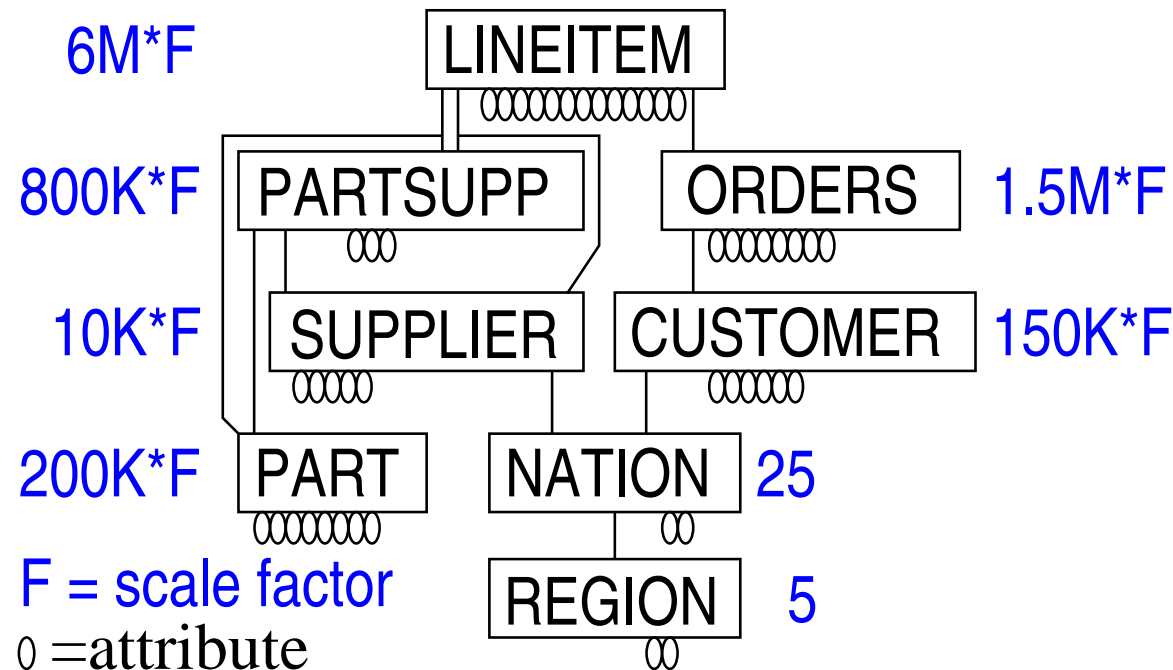 6M*F LINEITEM
800K*F PARTSUPP ORDERS 1.5M*F
10K*F SUPPLIER CUSTOMER 150K*F
200K*F PART NATION 25
F = scale factor REGION 5
=attribute